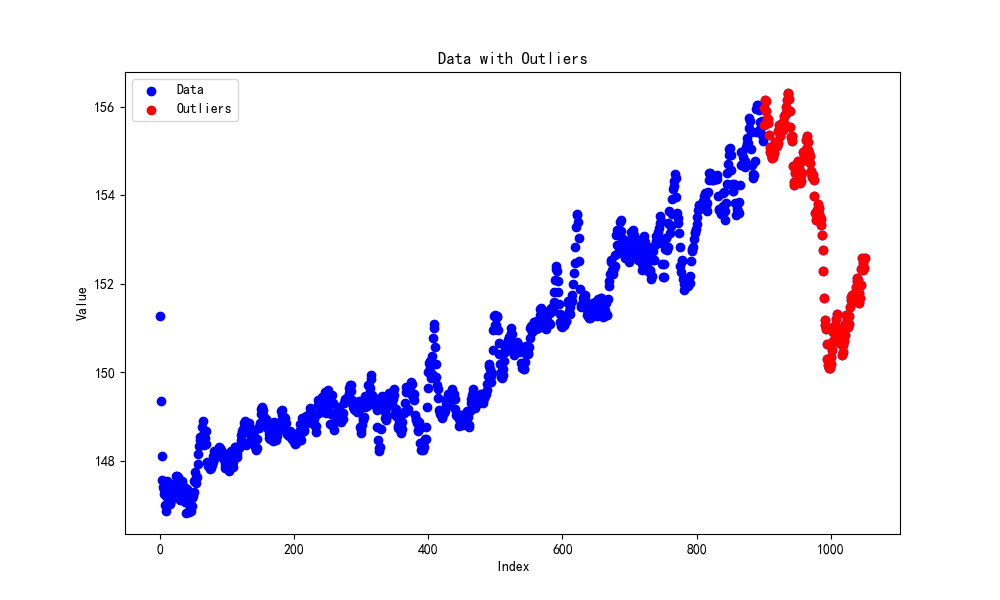 Data with Outliers
Data
Outliers
156
154
152
150
148
Value
0 200 400 600 800 1000
Index